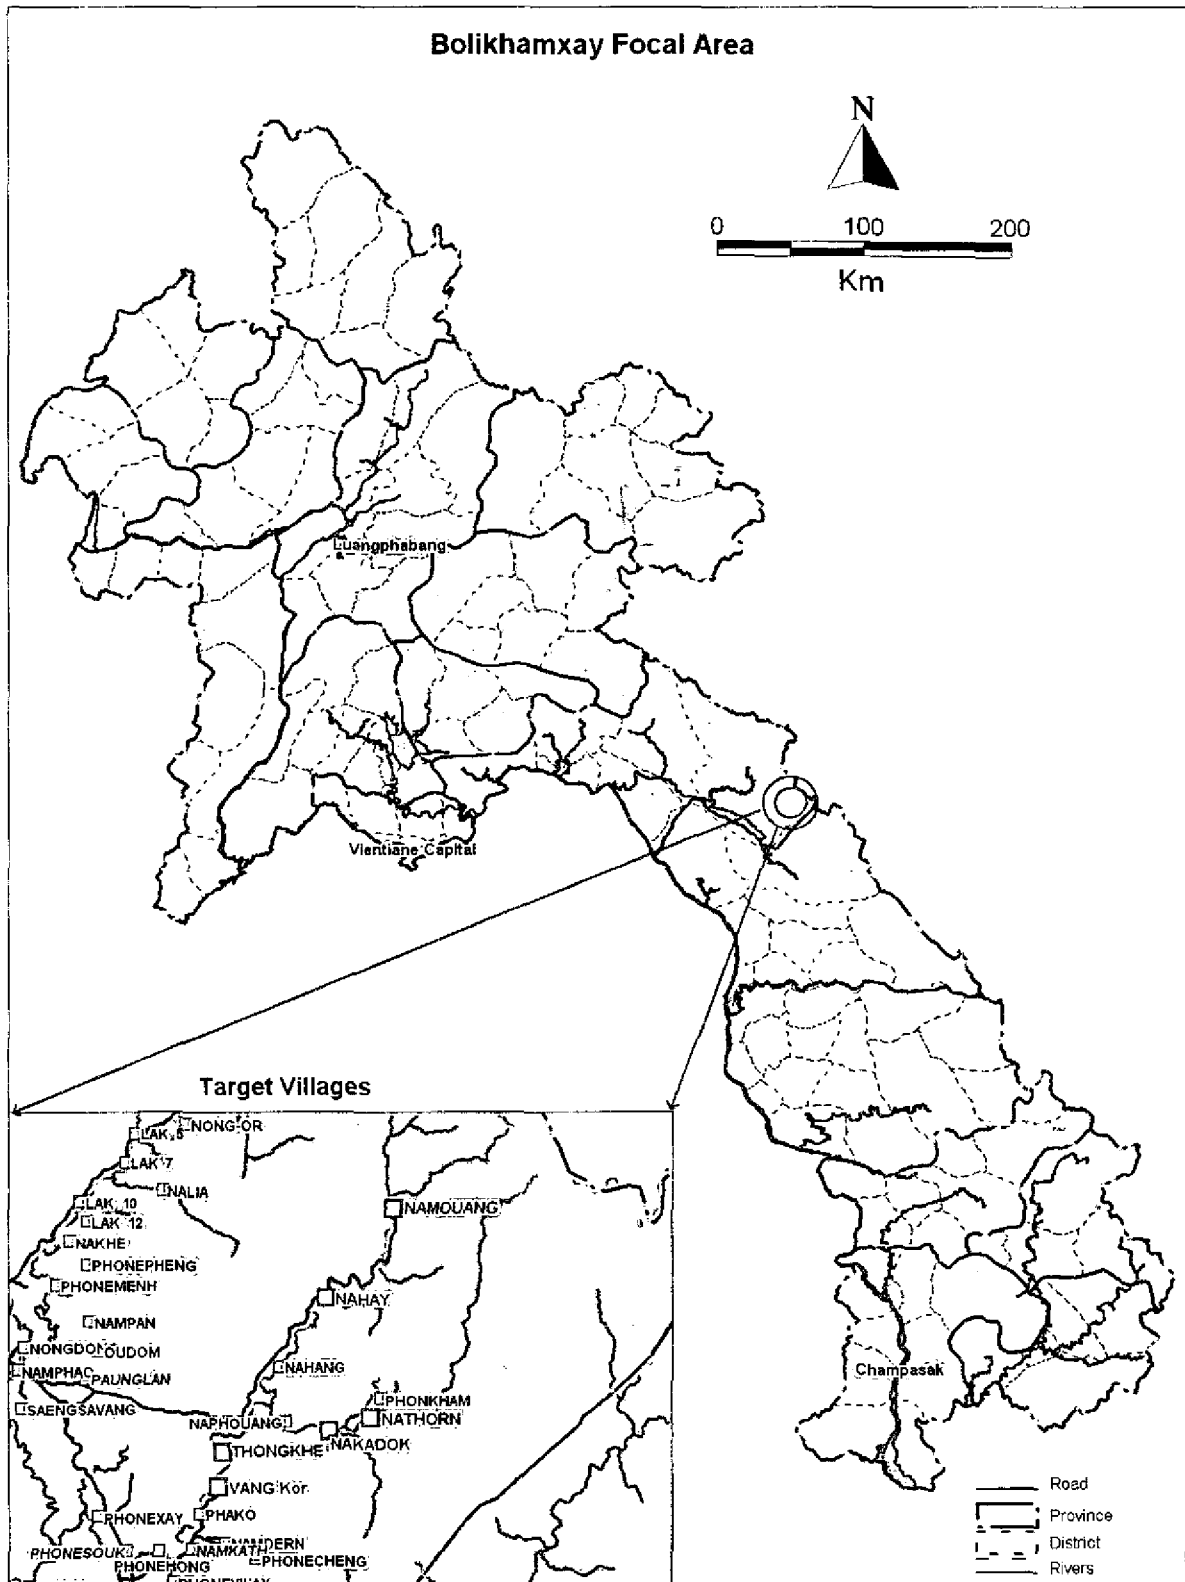 Bolikhamxay Focal Area
N
0 100 200
Km
Luangphabang
Vientiane Capital
Champasak
Target Villages
LAK 5
NONG OR
LAK 7
NALIA
LAK 10
LAK 12
NAKHE
PHONEPHENG
PHONEMENH
NAMPAN
NONGDON
OUDOM
NAMPHAO
PAUNGLAN
SAENGSAVANG
NAMOUANG
NAHAY
NAHANG
PHONKHAM
NATHORN
NAPHOUANG
NAKADOK
THONGKHE
VANG Kor
PHAKO
PHONEXAY
NAMDERN
PHONESOUK
NAMKATH
PHONECHENG
PHONEHONG
Road
Province
District
Rivers